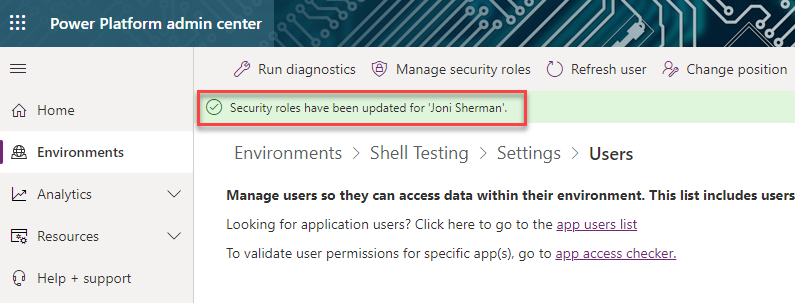 Power Platform admin center
Run diagnostics Manage security roles Refresh user Change position
Security roles have been updated for 'Joni Sherman'.
Home
Environments
Analytics
Resources
Help + support
Environments > Shell Testing > Settings > Users
Manage users so they can access data within their environment. This list includes users
Looking for application users? Click here to go to the app users list
To validate user permissions for specific app(s), go to app access checker.